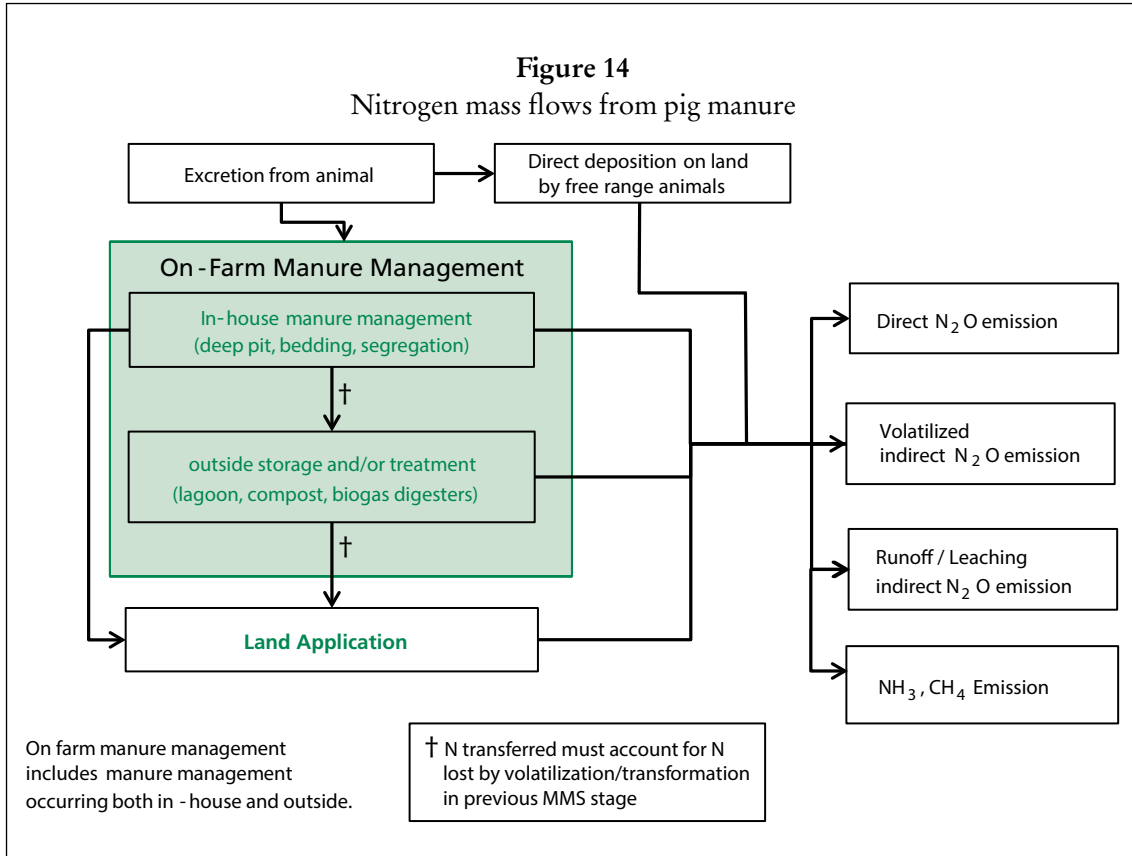 Figure 14
Nitrogen mass flows from pig manure
Excretion from animal
Direct deposition on land
by free range animals
On-Farm Manure Management
In-house manure management
(deep pit, bedding, segregation)
†
outside storage and/or treatment
(lagoon, compost, biogas digesters)
†
Land Application
Direct N₂O emission
Volatilized
indirect N₂O emission
Runoff / Leaching
indirect N₂O emission
NH₃, CH₄ Emission
On farm manure management
includes manure management
occurring both in -house and outside.
† N transferred must account for N
lost by volatilization/transformation
in previous MMS stage